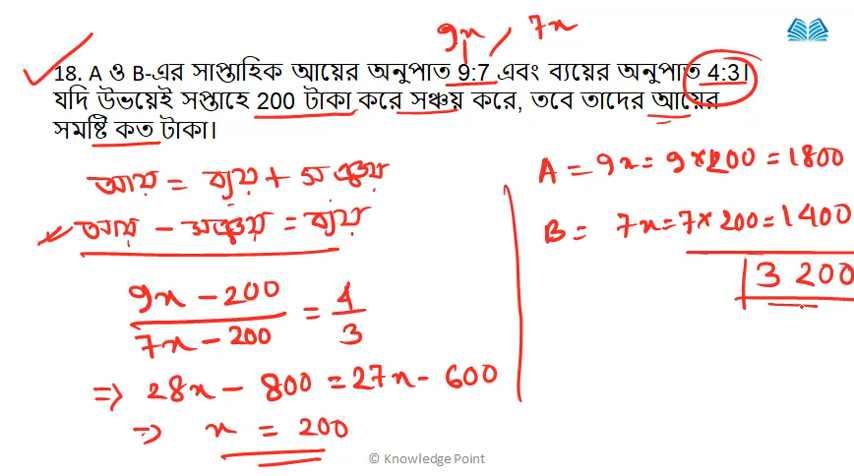 9x, 7x
18. A ও B-এর সাপ্তাহিক আয়ের অনুপাত 9:7 এবং ব্যয়ের অনুপাত 4:3।
যদি উভয়েই সপ্তাহে 200 টাকা করে সঞ্চয় করে, তবে তাদের আয়ের
সমষ্টি কত টাকা।
আয় = ব্যয় + সঞ্চয়
আয় - সঞ্চয় = ব্যয়
9x - 200 / 7x - 200 = 4 / 3
⇒ 28x - 800 = 27x - 600
⇒ x = 200
A = 9x = 9×200 = 1800
B = 7x = 7×200 = 1400
3200
© Knowledge Point